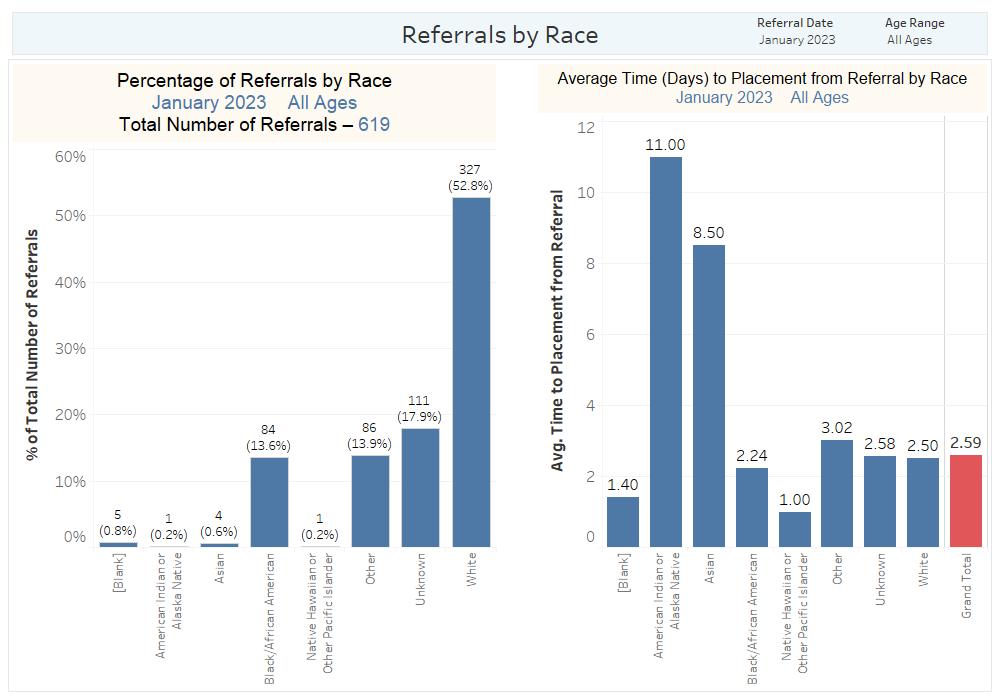 Referrals by Race
Referral Date
January 2023
Age Range
All Ages
Percentage of Referrals by Race
January 2023 All Ages
Total Number of Referrals – 619
% of Total Number of Referrals
60%
50%
40%
30%
20%
10%
0%
5
(0.8%)
1
(0.2%)
4
(0.6%)
84
(13.6%)
1
(0.2%)
86
(13.9%)
111
(17.9%)
327
(52.8%)
[Blank]
American Indian or
Alaska Native
Asian
Black/African American
Native Hawaiian or
Other Pacific Islander
Other
Unknown
White
Average Time (Days) to Placement from Referral by Race
January 2023 All Ages
Avg. Time to Placement from Referral
12
10
8
6
4
2
0
1.40
11.00
8.50
2.24
1.00
3.02
2.58
2.50
2.59
[Blank]
American Indian or
Alaska Native
Asian
Black/African American
Native Hawaiian or
Other Pacific Islander
Other
Unknown
White
Grand Total